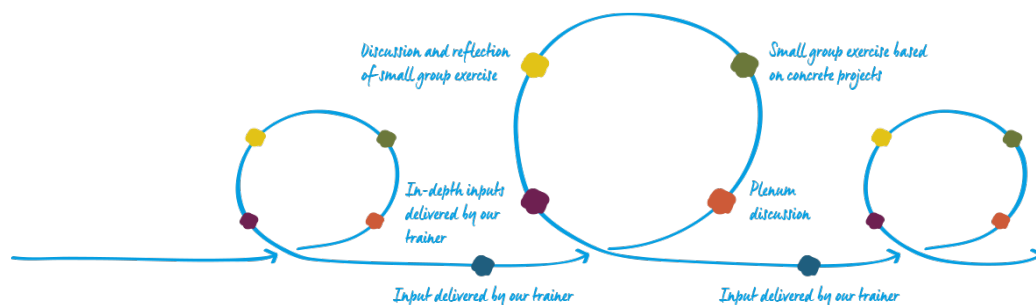 Discussion and reflection
of small group exercise
Small group exercise based
on concrete projects
In-depth inputs
delivered by our
trainer
Plenum
discussion
Input delivered by our trainer
Input delivered by our trainer